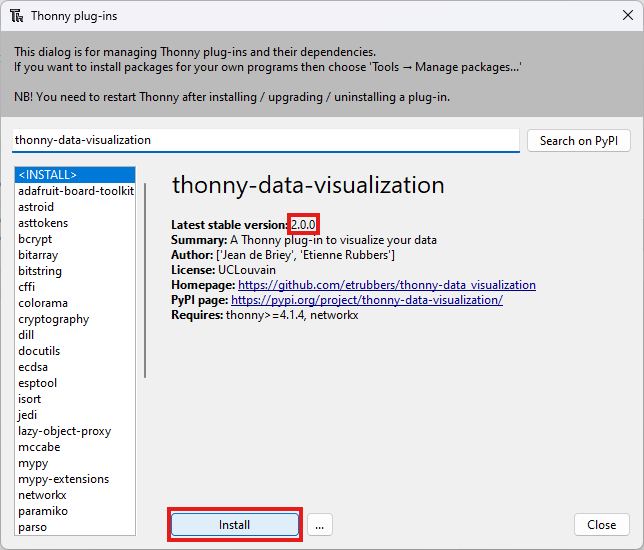 Thonny plug-ins
This dialog is for managing Thonny plug-ins and their dependencies.
If you want to install packages for your own programs then choose 'Tools → Manage packages...'
NB! You need to restart Thonny after installing / upgrading / uninstalling a plug-in.
thonny-data-visualization
Search on PyPI
<INSTALL>
adafruit-board-toolkit
astroid
asttokens
bcrypt
bitarray
bitstring
cffi
colorama
cryptography
dill
docutils
ecdsa
esptool
isort
jedi
lazy-object-proxy
mccabe
mypy
mypy-extensions
networkx
paramiko
parso
thonny-data-visualization
Latest stable version: 2.0.0
Summary: A Thonny plug-in to visualize your data
Author: ['Jean de Briey', 'Etienne Rubbers']
License: UCLouvain
Homepage: https://github.com/etrubbers/thonny-data_visualization
PyPI page: https://pypi.org/project/thonny-data-visualization/
Requires: thonny>=4.1.4, networkx
Install
...
Close